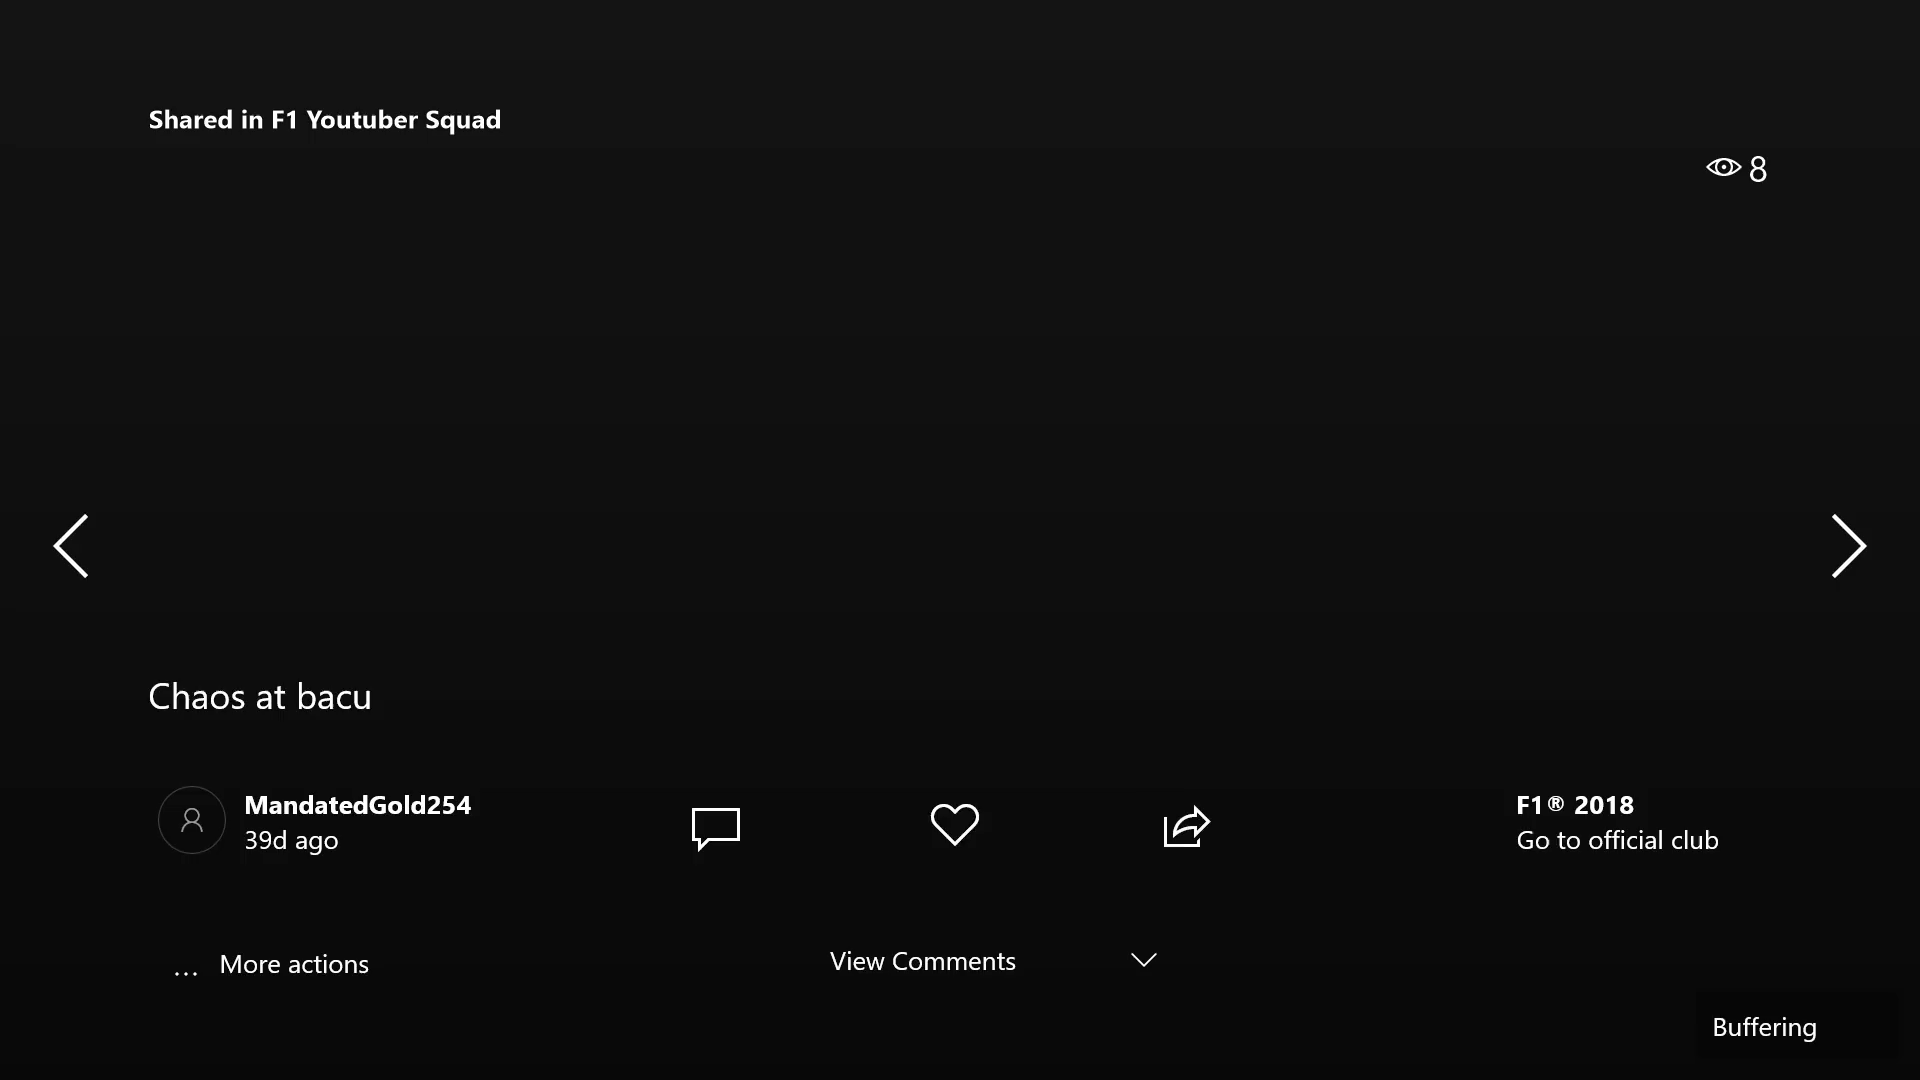 Shared in F1 Youtuber Squad
8
Chaos at bacu
MandatedGold254
39d ago
F1® 2018
Go to official club
... More actions
View Comments
Buffering